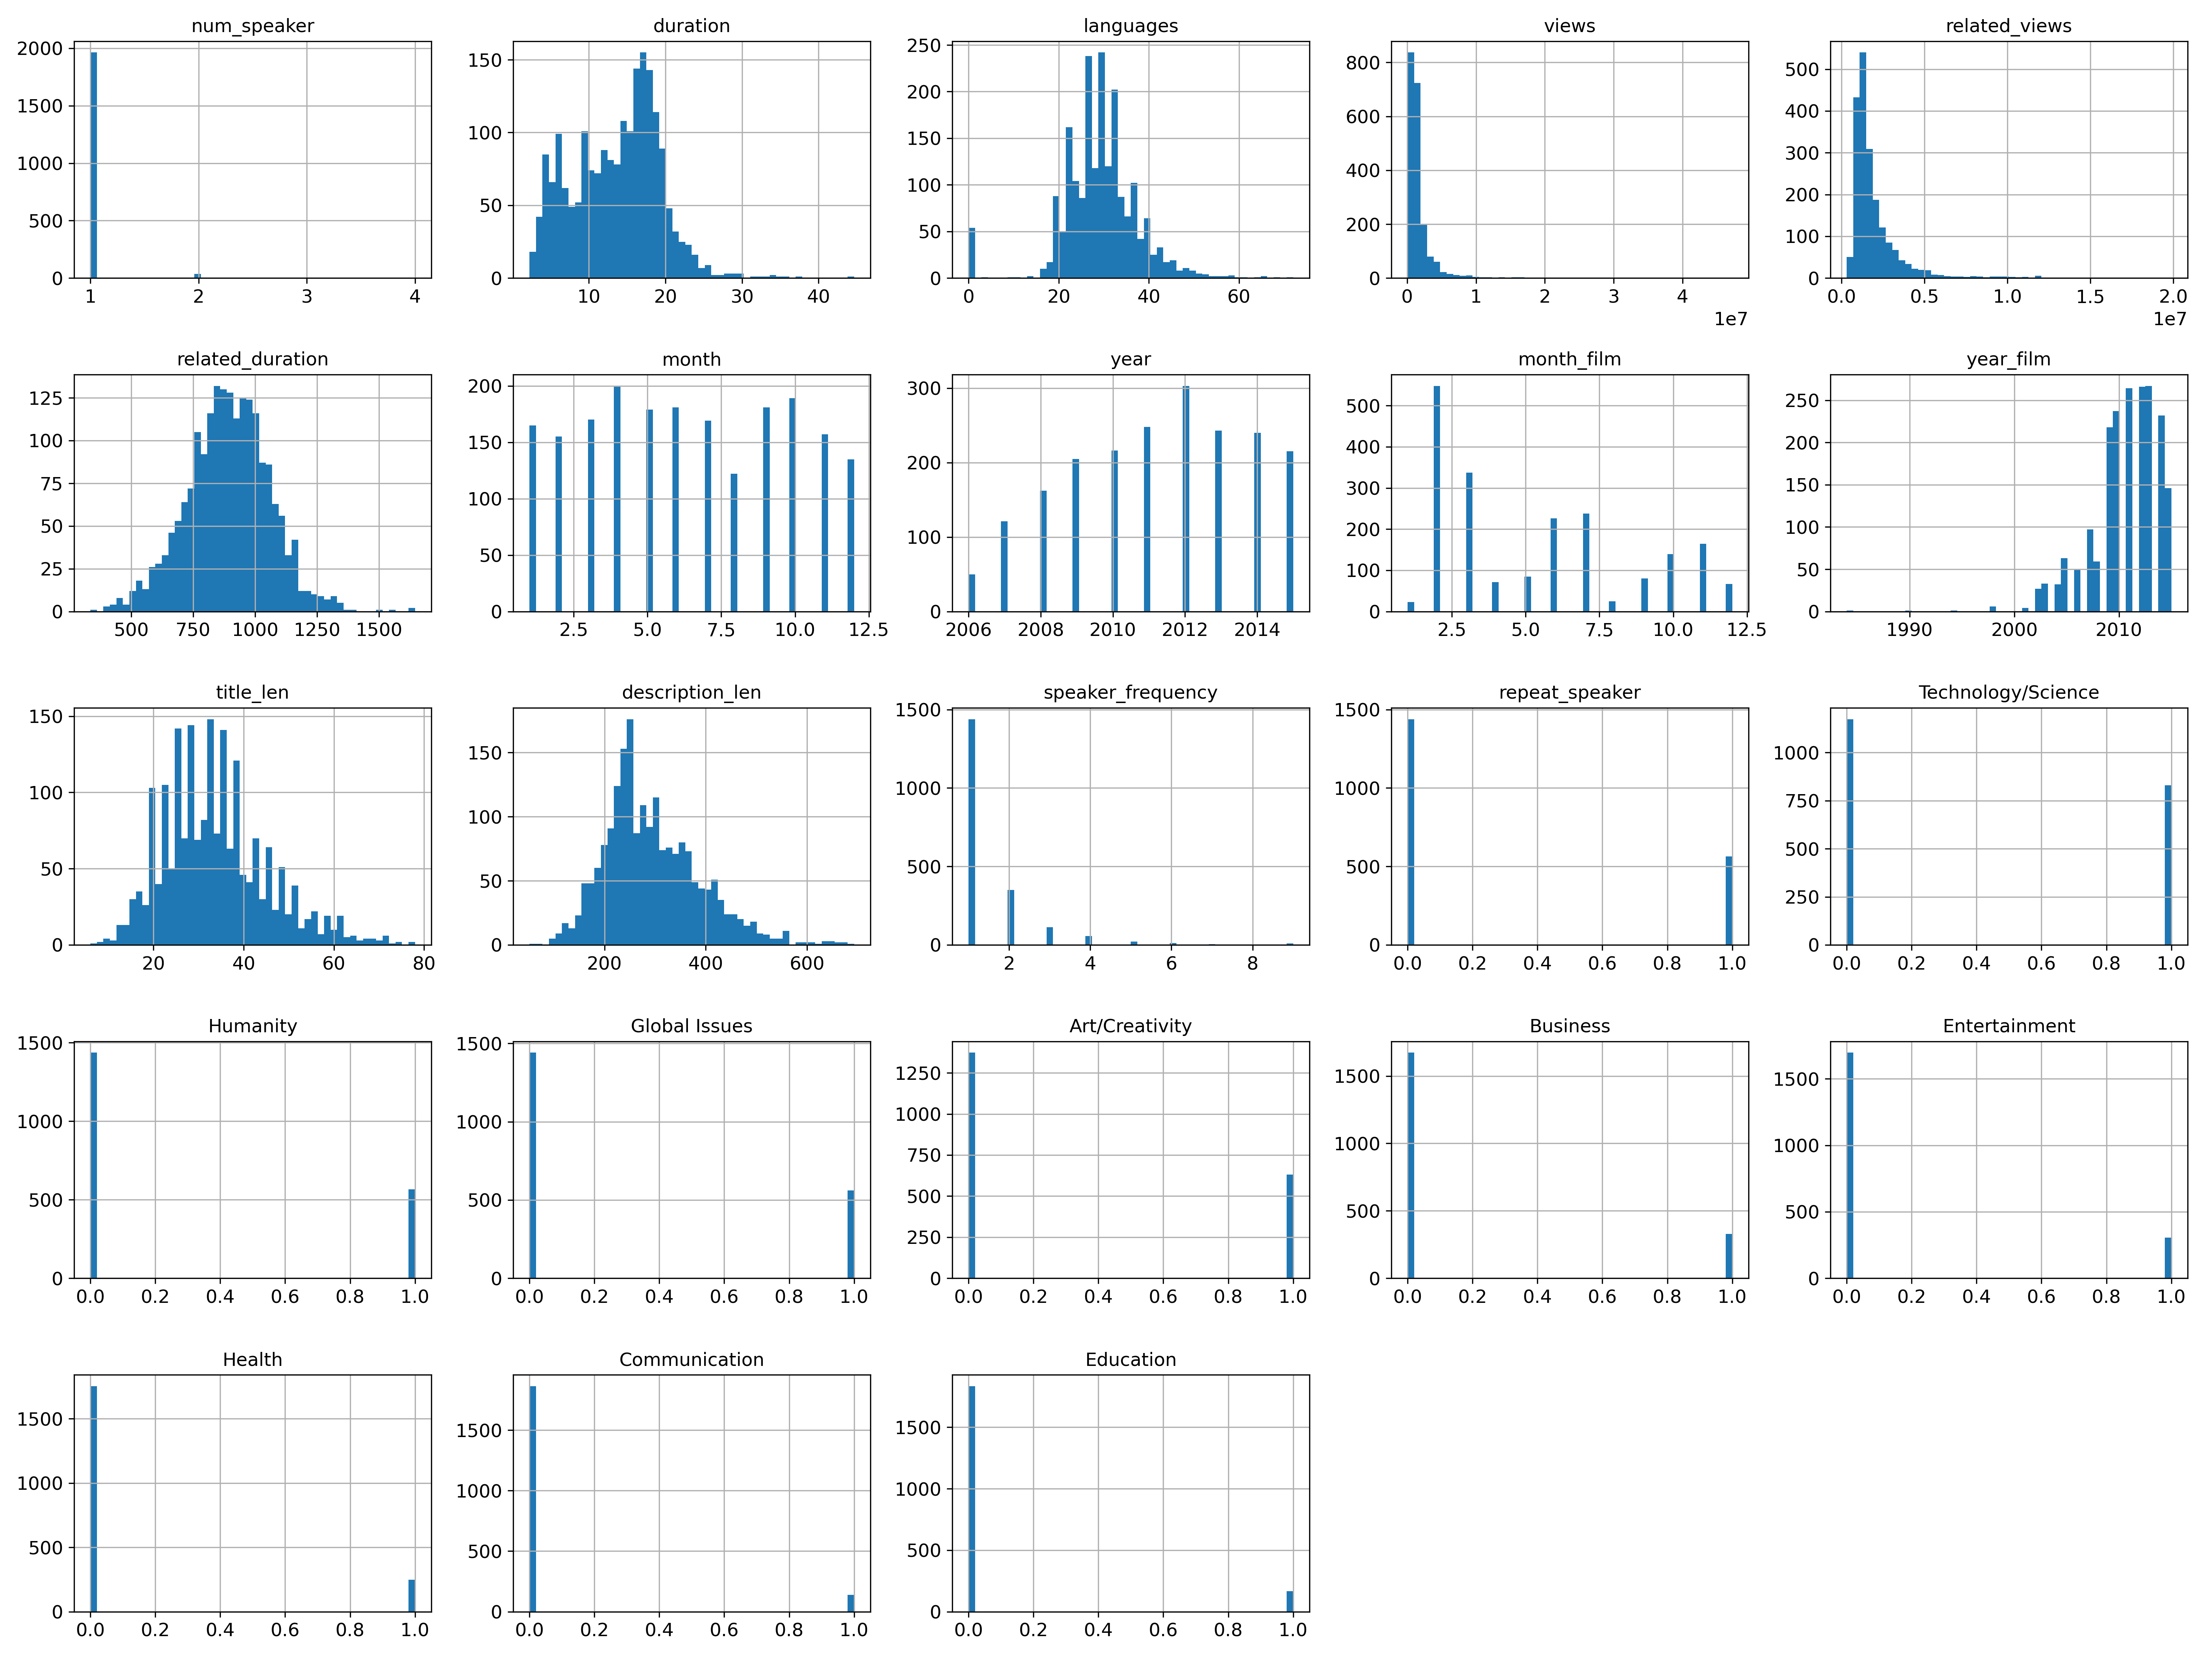 num_speaker duration languages views related_views
2000 1500 1000 500 0
1 2 3 4
150 100 50 0
10 20 30 40
250 200 150 100 50 0
0 20 40 60
800 600 400 200 0
0 1 2 3 4
1e7
500 400 300 200 100 0
0.0 0.5 1.0 1.5 2.0
1e7
related_duration month year month_film year_film
125 100 75 50 25 0
500 750 1000 1250 1500
200 150 100 50 0
2.5 5.0 7.5 10.0 12.5
300 200 100 0
2006 2008 2010 2012 2014
500 400 300 200 100 0
2.5 5.0 7.5 10.0 12.5
250 200 150 100 50 0
1990 2000 2010
title_len description_len speaker_frequency repeat_speaker Technology/Science
150 100 50 0
20 40 60 80
150 100 50 0
200 400 600
1500 1000 500 0
2 4 6 8
1500 1000 500 0
0.0 0.2 0.4 0.6 0.8 1.0
1000 750 500 250 0
0.0 0.2 0.4 0.6 0.8 1.0
Humanity Global Issues Art/Creativity Business Entertainment
1500 1000 500 0
0.0 0.2 0.4 0.6 0.8 1.0
1500 1000 500 0
0.0 0.2 0.4 0.6 0.8 1.0
1250 1000 750 500 250 0
0.0 0.2 0.4 0.6 0.8 1.0
1500 1000 500 0
0.0 0.2 0.4 0.6 0.8 1.0
1500 1000 500 0
0.0 0.2 0.4 0.6 0.8 1.0
Health Communication Education
1500 1000 500 0
0.0 0.2 0.4 0.6 0.8 1.0
1500 1000 500 0
0.0 0.2 0.4 0.6 0.8 1.0
1500 1000 500 0
0.0 0.2 0.4 0.6 0.8 1.0